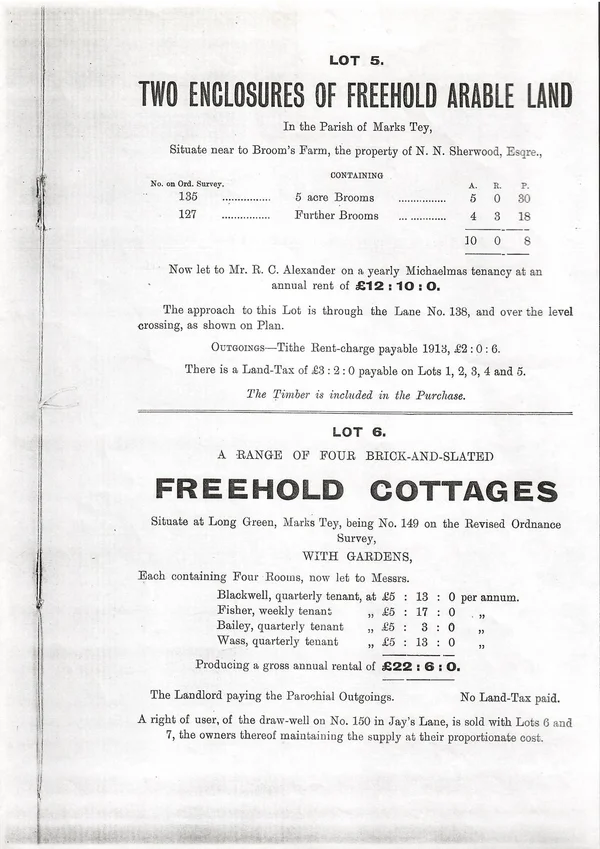 LOT 5.
TWO ENCLOSURES OF FREEHOLD ARABLE LAND
In the Parish of Marks Tey,
Situate near to Broom's Farm, the property of N. N. Sherwood, Esqre.,
CONTAINING
No. on Ord. Survey. A. R. P.
135 ............... 5 acre Brooms ............... 5 0 30
127 ............... Further Brooms ............... 4 3 18
10 0 8
Now let to Mr. R. C. Alexander on a yearly Michaelmas tenancy at an
annual rent of £12 : 10 : 0.
The approach to this Lot is through the Lane No. 138, and over the level
crossing, as shown on Plan.
OUTGOINGS—Tithe Rent-charge payable 1913, £2 : 0 : 6.
There is a Land-Tax of £3 : 2 : 0 payable on Lots 1, 2, 3, 4 and 5.
The Timber is included in the Purchase.
LOT 6.
A RANGE OF FOUR BRICK-AND-SLATED
FREEHOLD COTTAGES
Situate at Long Green, Marks Tey, being No. 149 on the Revised Ordnance
Survey,
WITH GARDENS,
Each containing Four Rooms, now let to Messrs.
Blackwell, quarterly tenant, at £5 : 13 : 0 per annum.
Fisher, weekly tenant „ £5 : 17 : 0 „
Bailey, quarterly tenant „ £5 : 3 : 0 „
Wass, quarterly tenant „ £5 : 13 : 0 „
Producing a gross annual rental of £22 : 6 : 0.
The Landlord paying the Parochial Outgoings. No Land-Tax paid.
A right of user, of the draw-well on No. 150 in Jay's Lane, is sold with Lots 6 and
7, the owners thereof maintaining the supply at their proportionate cost.